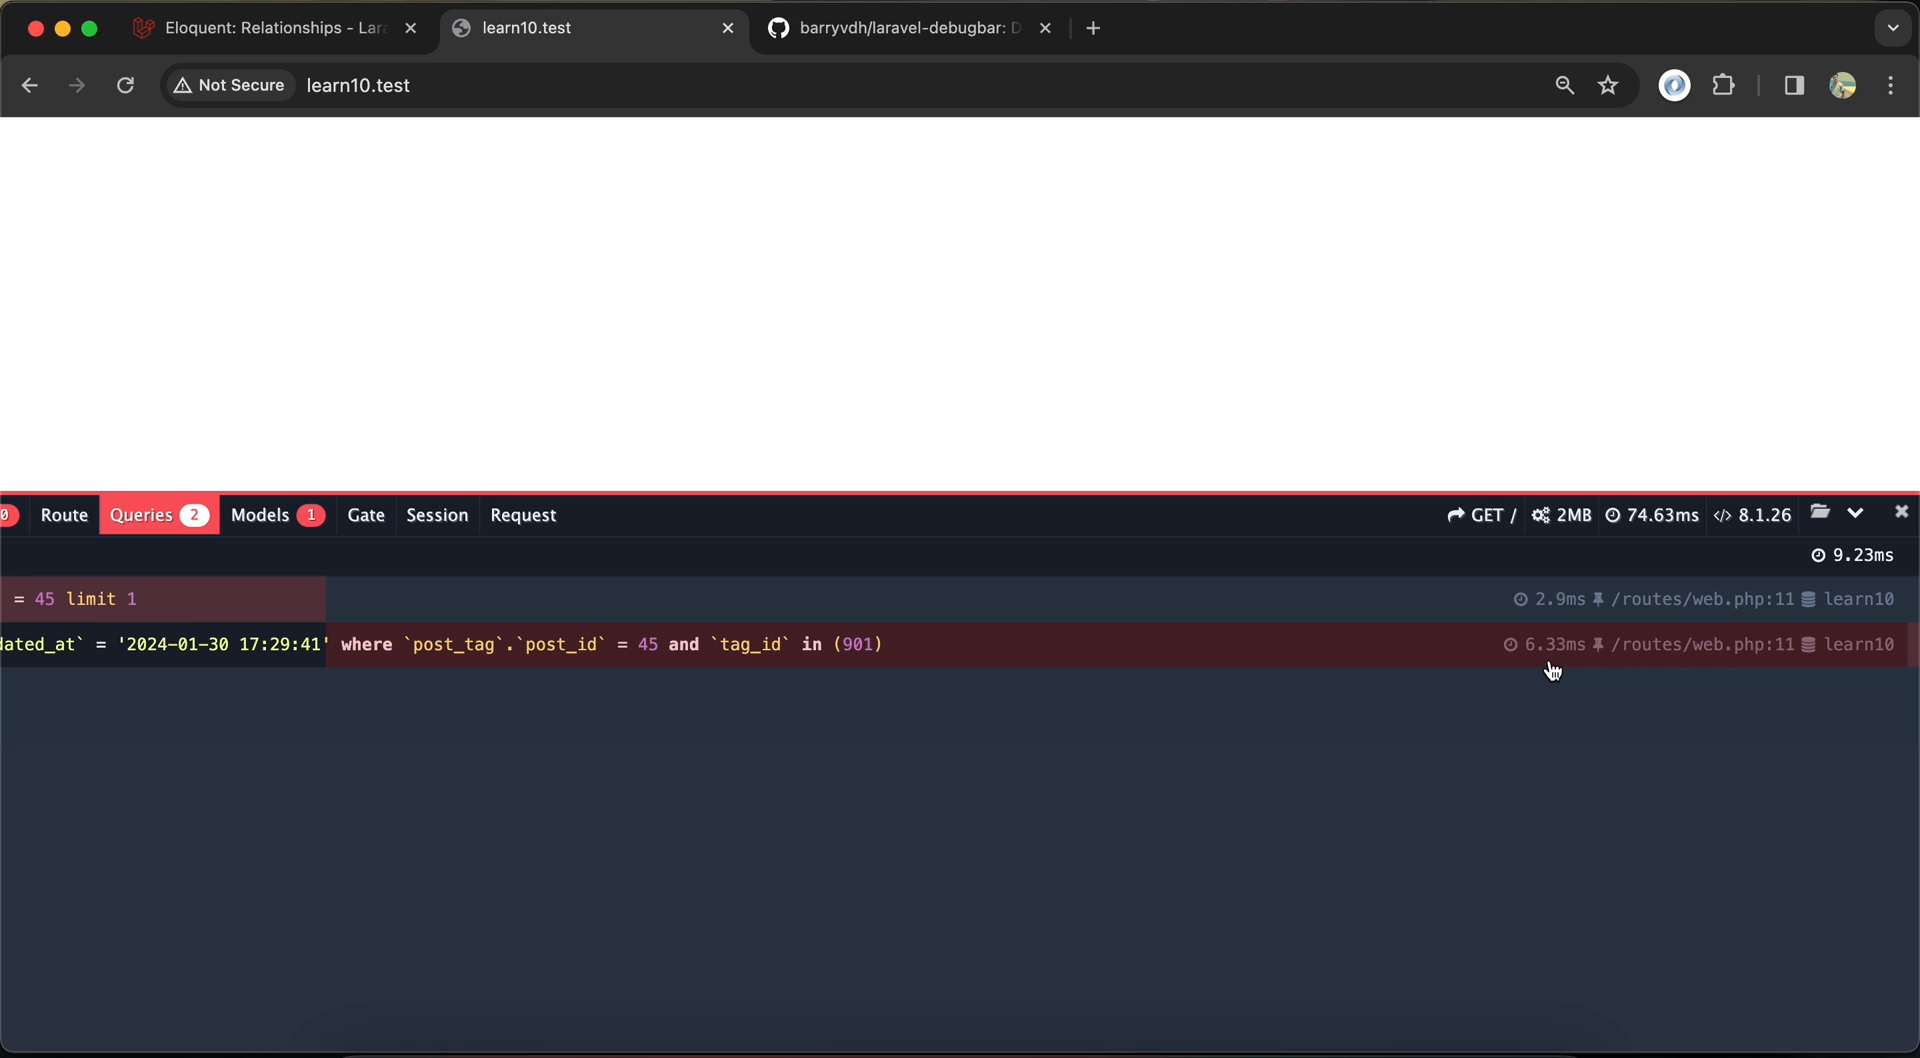 Eloquent: Relationships - Lar
learn10.test
barryvdh/laravel-debugbar: D
Not Secure
learn10.test
0 Route Queries 2 Models 1 Gate Session Request GET / 2MB 74.63ms 8.1.26
9.23ms
= 45 limit 1 2.9ms /routes/web.php:11 learn10
dated_at` = '2024-01-30 17:29:41' where `post_tag`.`post_id` = 45 and `tag_id` in (901) 6.33ms /routes/web.php:11 learn10